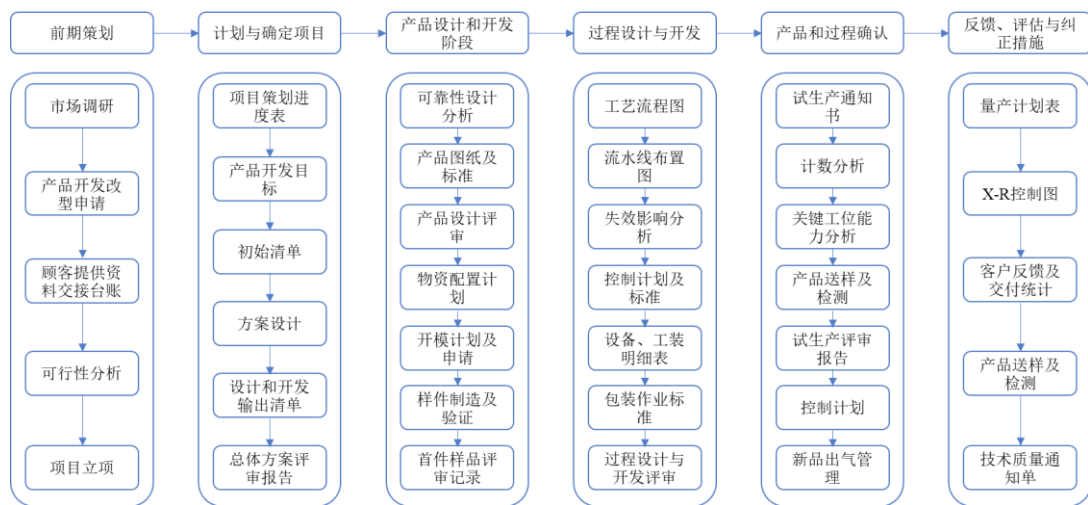 前期策划
计划与确定项目
产品设计和开发
阶段
过程设计与开发
产品和过程确认
反馈、评估与纠
正措施
市场调研
产品开发改
型申请
顾客提供资
料交接台账
可行性分析
项目立项
项目策划进
度表
产品开发目
标
初始清单
方案设计
设计和开发
输出清单
总体方案评
审报告
可靠性设计
分析
产品图纸及
标准
产品设计评
审
物资配置计
划
开模计划及
申请
样件制造及
验证
首件样品评
审记录
工艺流程图
流水线布置
图
失效影响分
析
控制计划及
标准
设备、工装
明细表
包装作业标
准
过程设计与
开发评审
试生产通知
书
计数分析
关键工位能
力分析
产品送样及
检测
试生产评审
报告
控制计划
新品出气管
理
量产计划表
X-R控制图
客户反馈及
交付统计
产品送样及
检测
技术质量通
知单